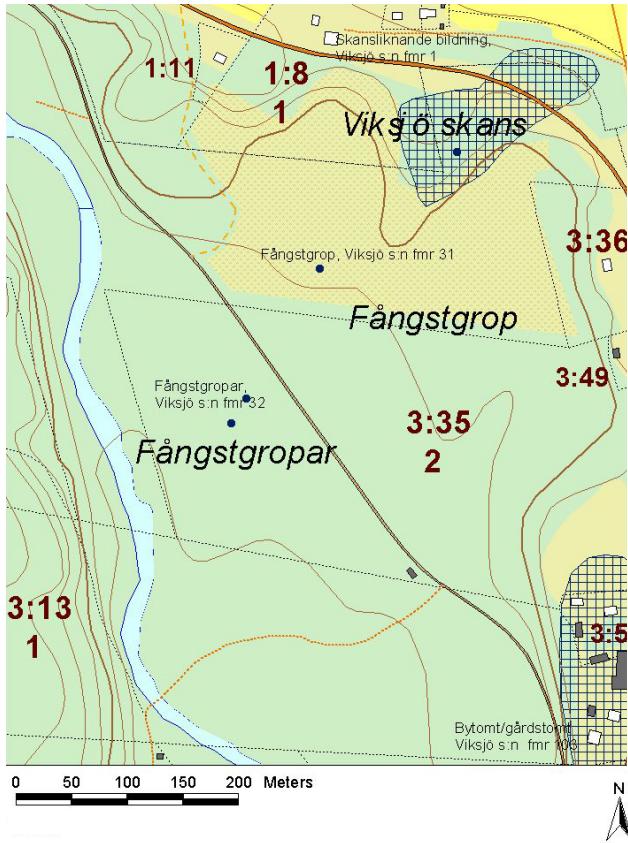 Skansliknande bildning,
Viksjö s:n fmr 1
1:11
1:8
1
Viksjö skans
3:36
Fångstgrop, Viksjö s:n fmr 31
Fångstgrop
3:49
Fångstgropar,
Viksjö s:n fmr 32
3:35
2
Fångstgropar
3:13
1
3:5
Bytomt/gårdstomt
Viksjö s:n fmr 103
0 50 100 150 200 Meters
N